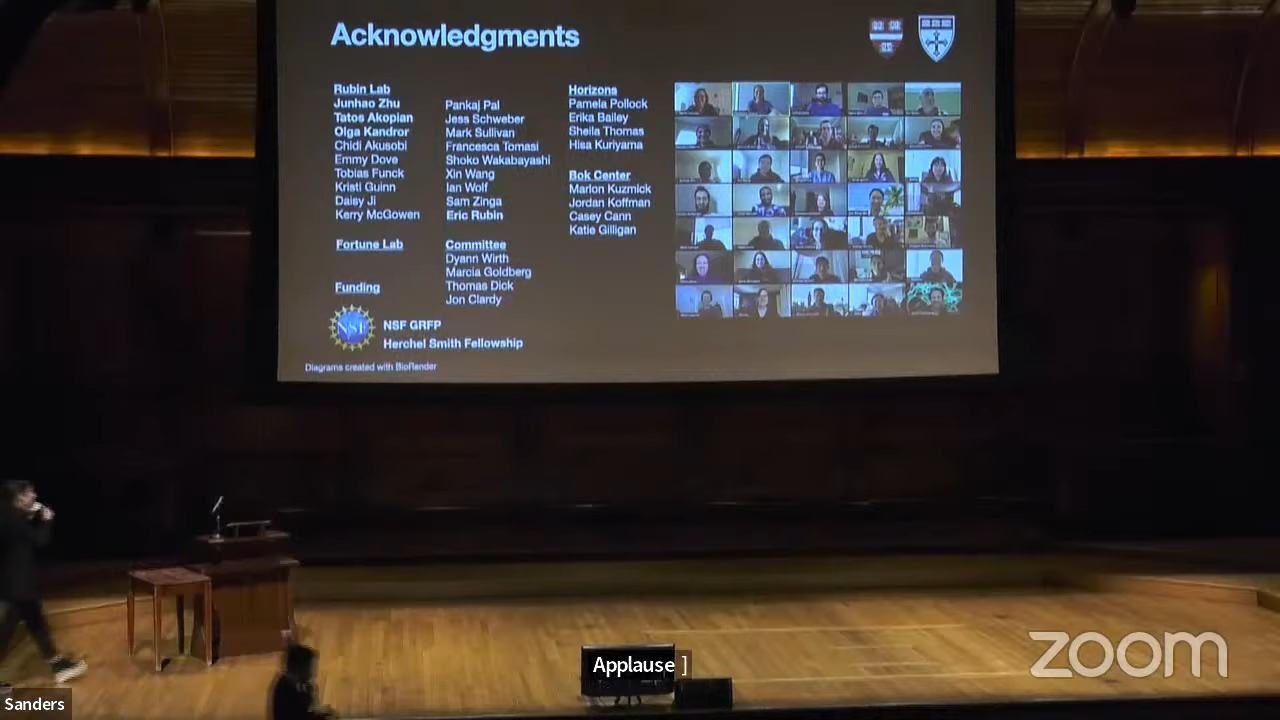 Acknowledgments
Rubin Lab
Junhao Zhu
Tatos Akopian
Olga Kandror
Chidi Akusobi
Emmy Dove
Tobias Funck
Kristi Guinn
Daisy Ji
Kerry McGowen
Fortune Lab
Funding
NSF
NSF GRFP
Herchel Smith Fellowship
Diagrams created with BioRender
Pankaj Pal
Jess Schweber
Mark Sullivan
Francesca Tomasi
Shoko Wakabayashi
Xin Wang
Ian Wolf
Sam Zinga
Eric Rubin
Committee
Dyann Wirth
Marcia Goldberg
Thomas Dick
Jon Clardy
Horizons
Pamela Pollock
Erika Bailey
Sheila Thomas
Hisa Kuriyama
Bok Center
Marlon Kuzmick
Jordan Koffman
Casey Cann
Katie Gilligan
Applause ]
zoom
Sanders